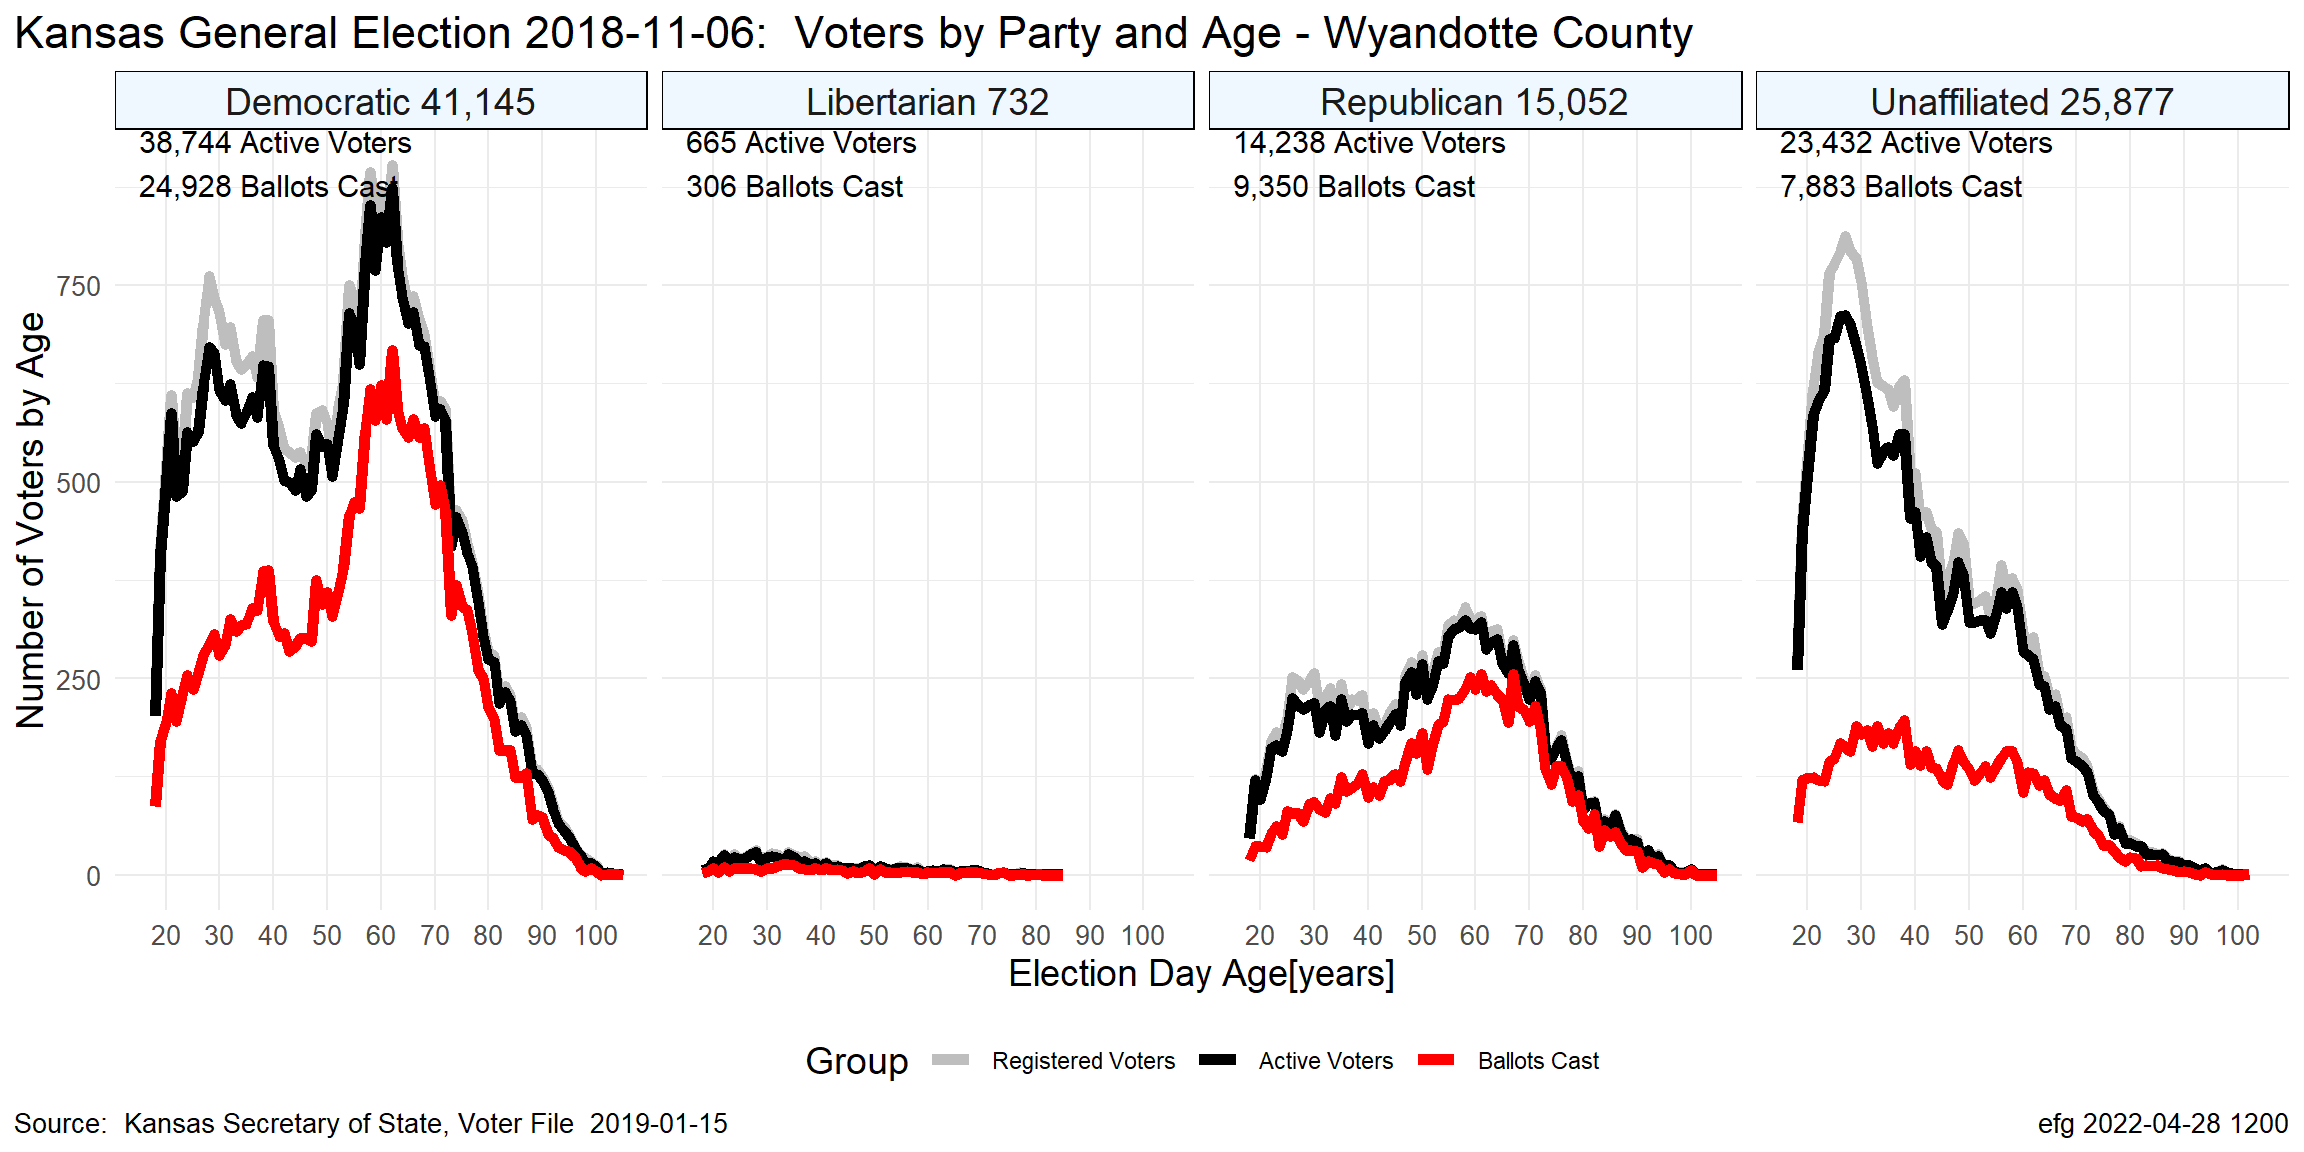 Kansas General Election 2018-11-06:  Voters by Party and Age - Wyandotte County
Democratic 41,145
Libertarian 732
Republican 15,052
Unaffiliated 25,877
38,744 Active Voters
24,928 Ballots Cast
665 Active Voters
306 Ballots Cast
14,238 Active Voters
9,350 Ballots Cast
23,432 Active Voters
7,883 Ballots Cast
Number of Voters by Age
750
500
250
0
20 30 40 50 60 70 80 90 100
20 30 40 50 60 70 80 90 100
20 30 40 50 60 70 80 90 100
20 30 40 50 60 70 80 90 100
Election Day Age[years]
Group Registered Voters Active Voters Ballots Cast
Source:  Kansas Secretary of State, Voter File  2019-01-15
efg 2022-04-28 1200